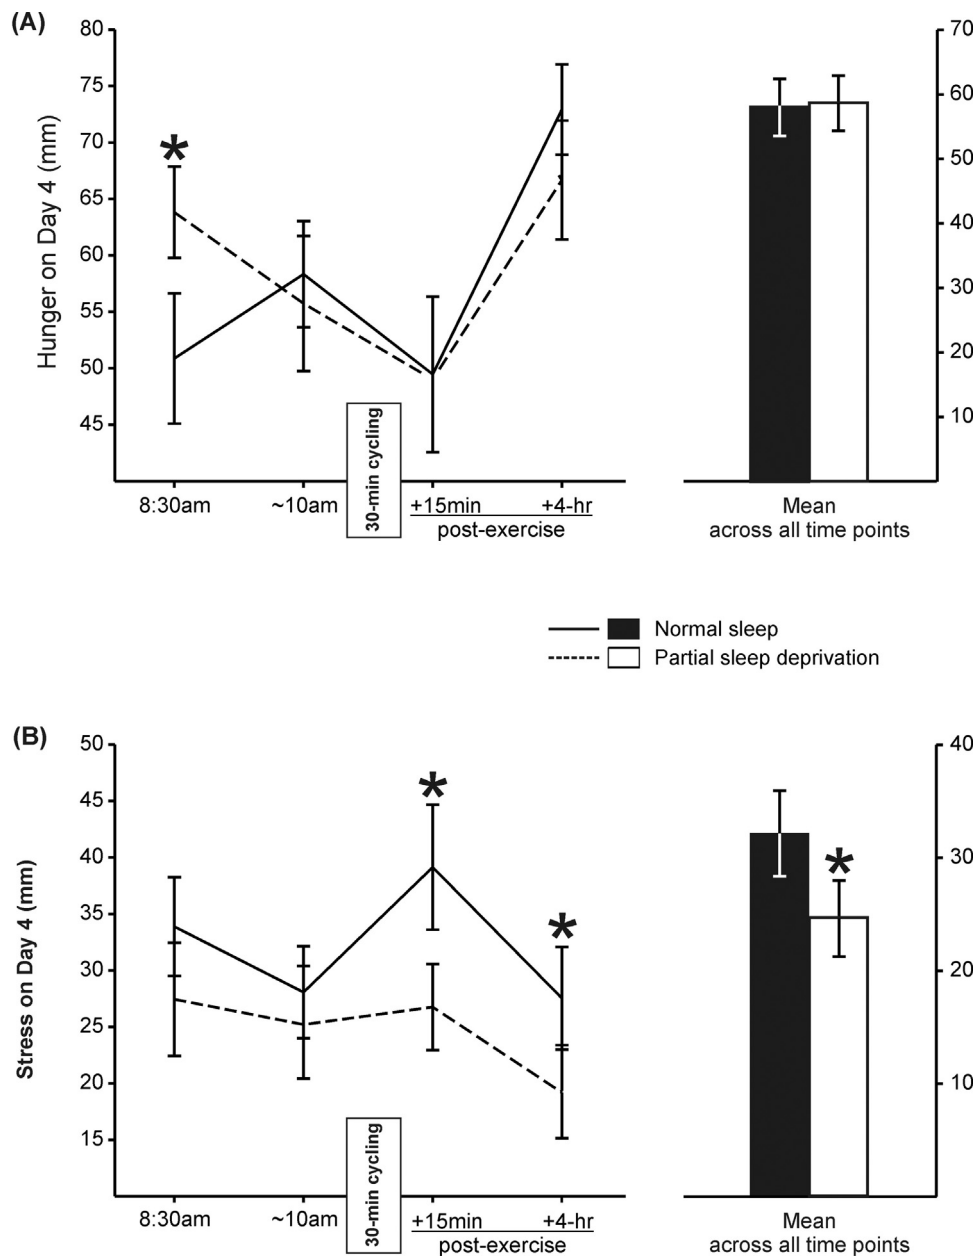 (A)
Hunger on Day 4 (mm)
80
75
70
65
60
55
50
45
*
8:30am
~10am
30-min cycling
+15min
+4-hr
post-exercise
70
60
50
40
30
20
10
Mean
across all time points
Normal sleep
Partial sleep deprivation
(B)
Stress on Day 4 (mm)
50
45
40
35
30
25
20
15
*
*
8:30am
~10am
30-min cycling
+15min
+4-hr
post-exercise
40
30
20
10
*
Mean
across all time points